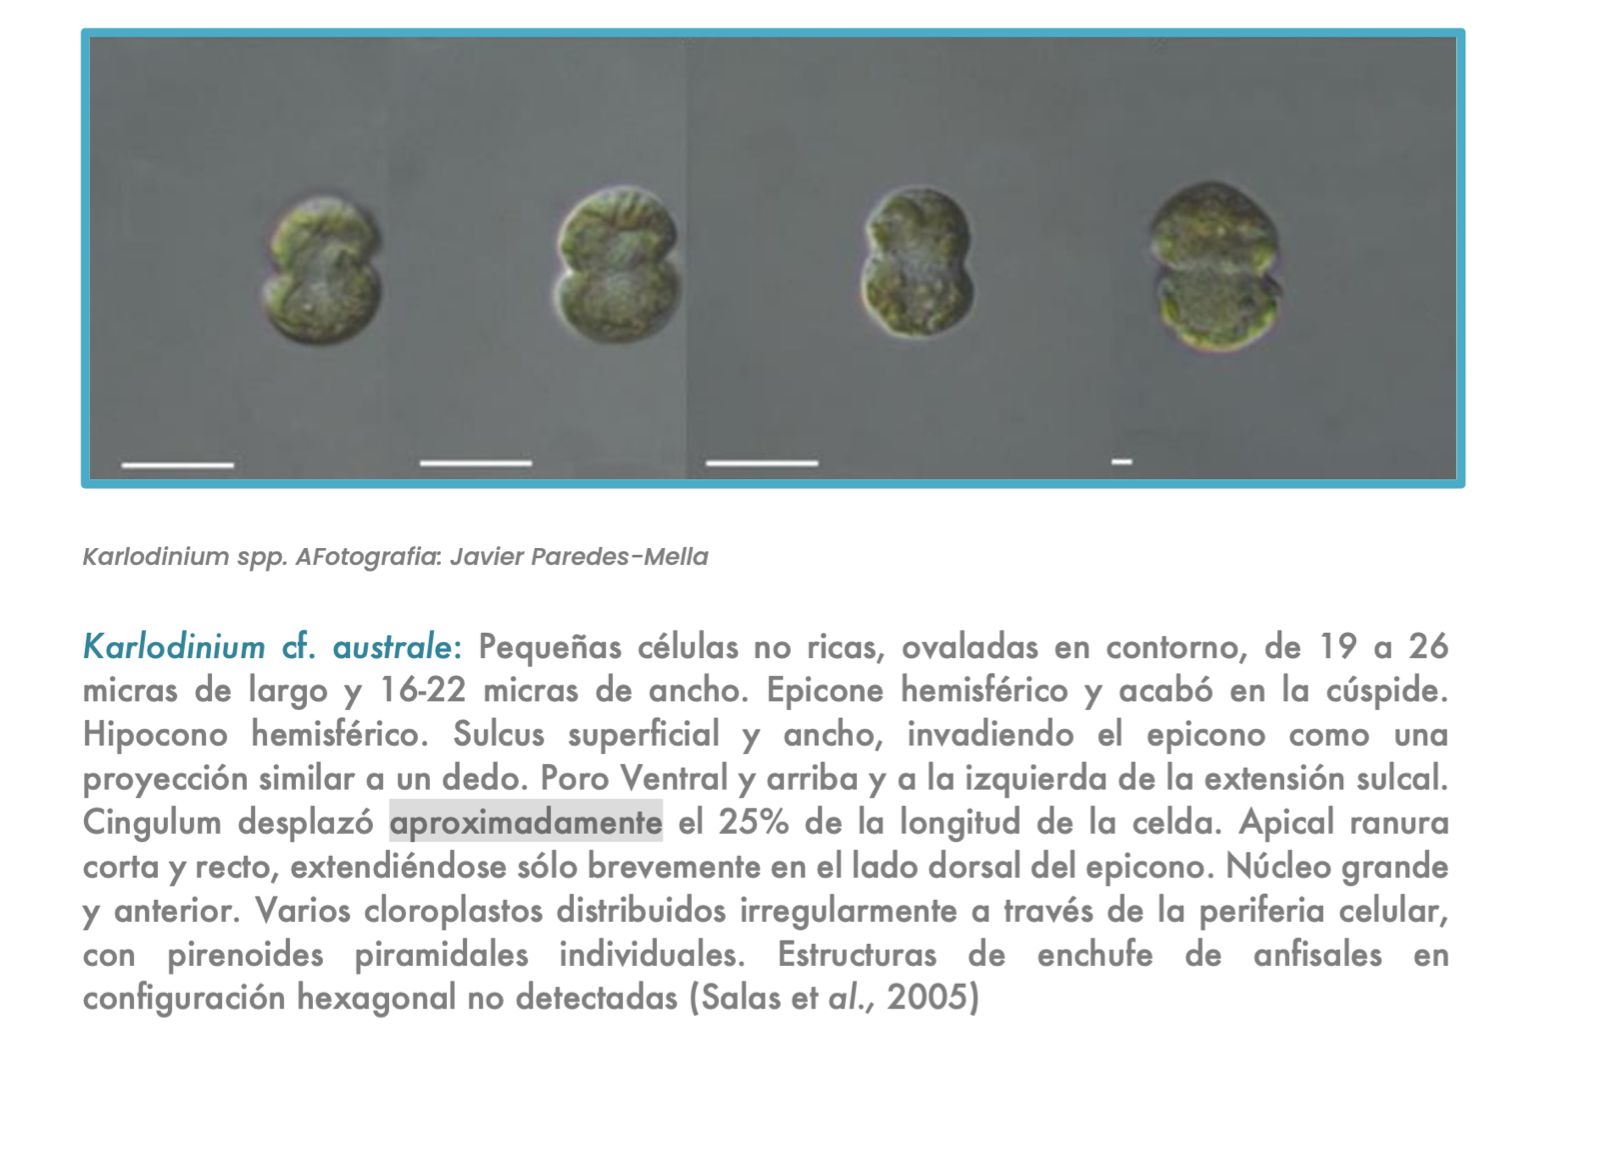 Karlodinium spp. AFotografia: Javier Paredes-Mella
Karlodinium cf. australe: Pequeñas células no ricas, ovaladas en contorno, de 19 a 26
micras de largo y 16-22 micras de ancho. Epicone hemisférico y acabó en la cúspide.
Hipocono hemisférico. Sulcus superficial y ancho, invadiendo el epicono como una
proyección similar a un dedo. Poro Ventral y arriba y a la izquierda de la extensión sulcal.
Cingulum desplazó aproximadamente el 25% de la longitud de la celda. Apical ranura
corta y recto, extendiéndose sólo brevemente en el lado dorsal del epicono. Núcleo grande
y anterior. Varios cloroplastos distribuidos irregularmente a través de la periferia celular,
con pirenoides piramidales individuales. Estructuras de enchufe de anfisales en
configuración hexagonal no detectadas (Salas et al., 2005)